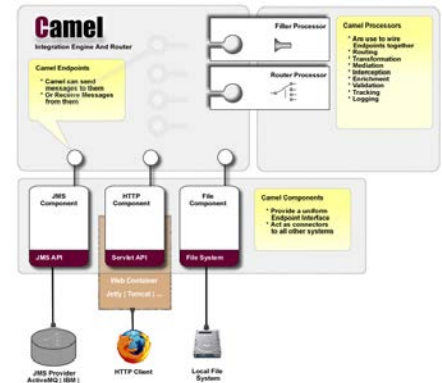 Camel
Integration Engine And Router
Camel Endpoints
* Camel can send
messages to them
* Or Receive Messages
from them
Filter Processor
Router Processor
Camel Processors
* Are use to wire
Endpoints together
* Routing
* Transformation
* Mediation
* Interception
* Enrichment
* Validation
* Tracking
* Logging
JMS
Component
JMS API
HTTP
Component
Servlet API
File
Component
File System
Camel Components
* Provide a uniform
Endpoint Interface
* Act as connectors
to all other systems
Web Container
Jetty | Tomcat | ...
JMS Provider
ActiveMQ | IBM |
HTTP Client
Local File
System